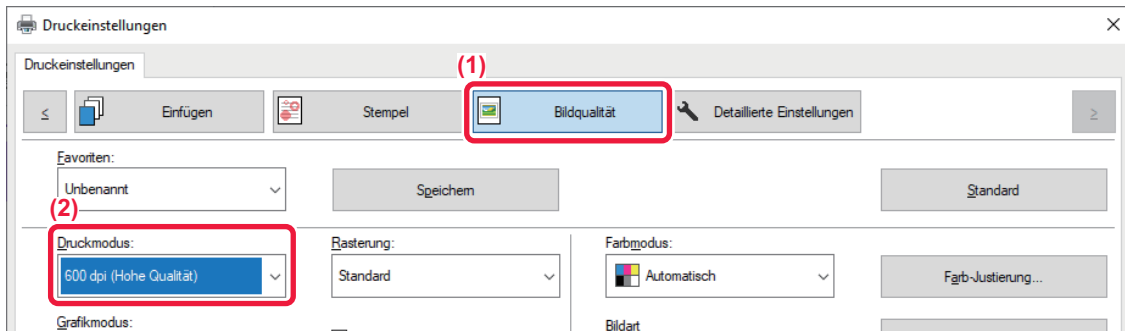 Druckeinstellungen
Druckeinstellungen
(1)
< Einfügen Stempel Bildqualität Detaillierte Einstellungen >
Favoriten:
Unbenannt Speichern Standard
(2)
Druckmodus: Rasterung: Farbmodus:
600 dpi (Hohe Qualität) Standard Automatisch Farb-Justierung...
Grafikmodus: Bildart